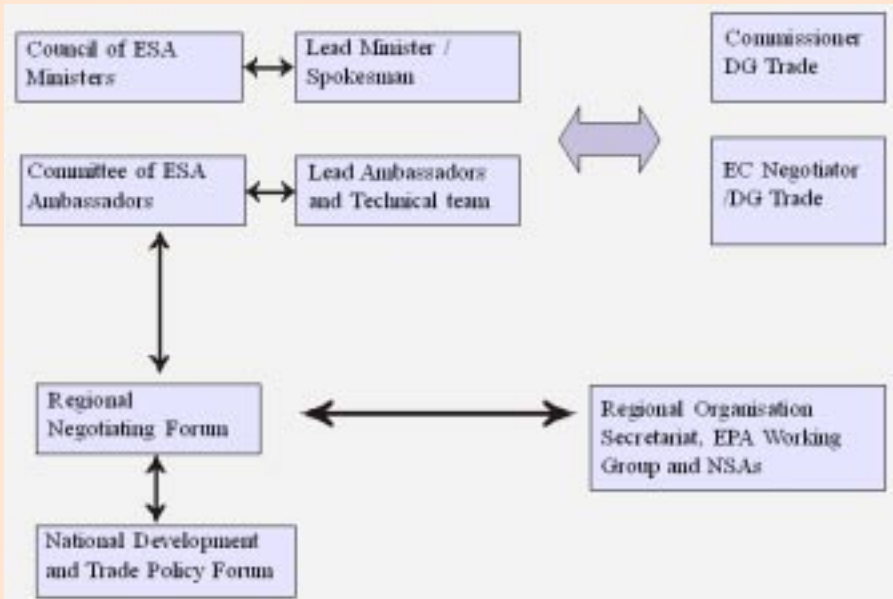 Council of ESA
Ministers
Lead Minister /
Spokesman
Commissioner
DG Trade
Committee of ESA
Ambassadors
Lead Ambassadors
and Technical team
EC Negotiator
/DG Trade
Regional
Negotiating Forum
Regional Organisation
Secretariat, EPA Working
Group and NSAs
National Development
and Trade Policy Forum